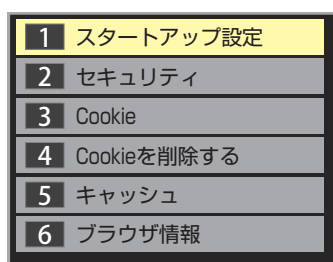 1 スタートアップ設定
2 セキュリティ
3 Cookie
4 Cookieを削除する
5 キャッシュ
6 ブラウザ情報